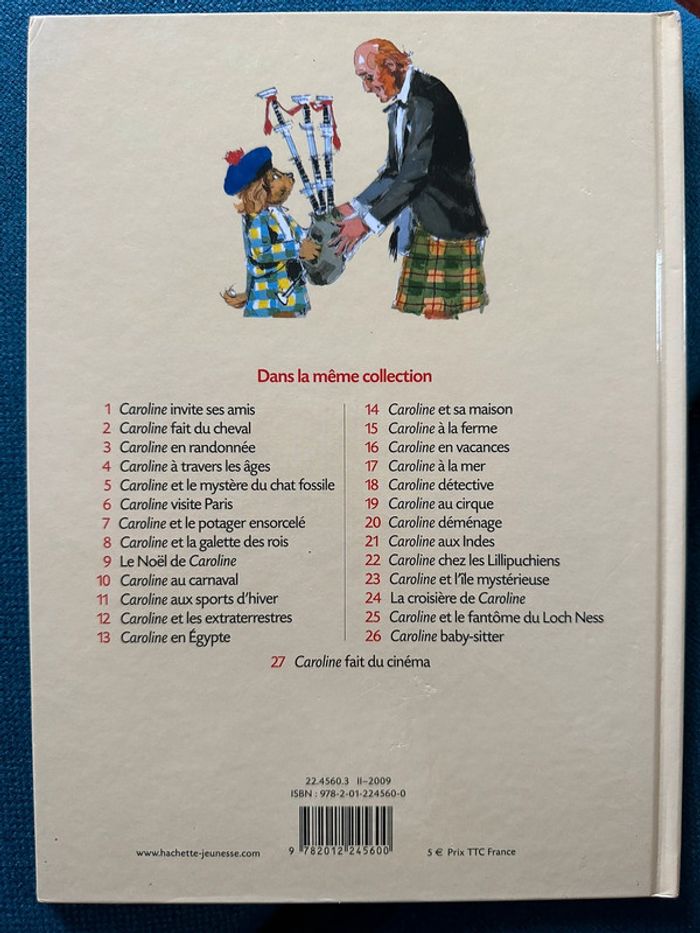 Dans la même collection
1 Caroline invite ses amis
2 Caroline fait du cheval
3 Caroline en randonnée
4 Caroline à travers les âges
5 Caroline et le mystère du chat fossile
6 Caroline visite Paris
7 Caroline et le potager ensorcelé
8 Caroline et la galette des rois
9 Le Noël de Caroline
10 Caroline au carnaval
11 Caroline aux sports d'hiver
12 Caroline et les extraterrestres
13 Caroline en Égypte
14 Caroline et sa maison
15 Caroline à la ferme
16 Caroline en vacances
17 Caroline à la mer
18 Caroline détective
19 Caroline au cirque
20 Caroline déménage
21 Caroline aux Indes
22 Caroline chez les Lillipuchiens
23 Caroline et l'île mystérieuse
24 La croisière de Caroline
25 Caroline et le fantôme du Loch Ness
26 Caroline baby-sitter
27 Caroline fait du cinéma
22.4560.3 II–2009
ISBN : 978-2-01-224560-0
www.hachette-jeunesse.com
9 782012 245600
5 € Prix TTC France